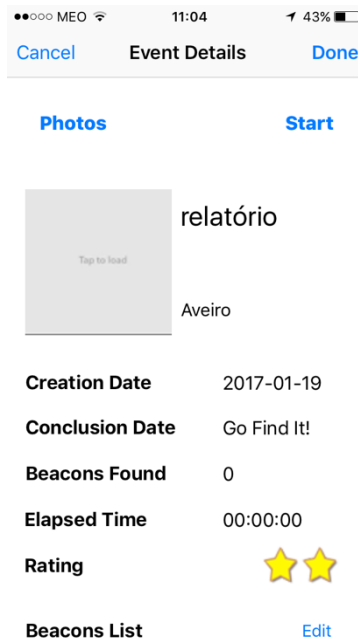 MEO 11:04 43%
Cancel Event Details Done
Photos Start
relatório
Tap to load
Aveiro
Creation Date 2017-01-19
Conclusion Date Go Find It!
Beacons Found 0
Elapsed Time 00:00:00
Rating
Beacons List Edit